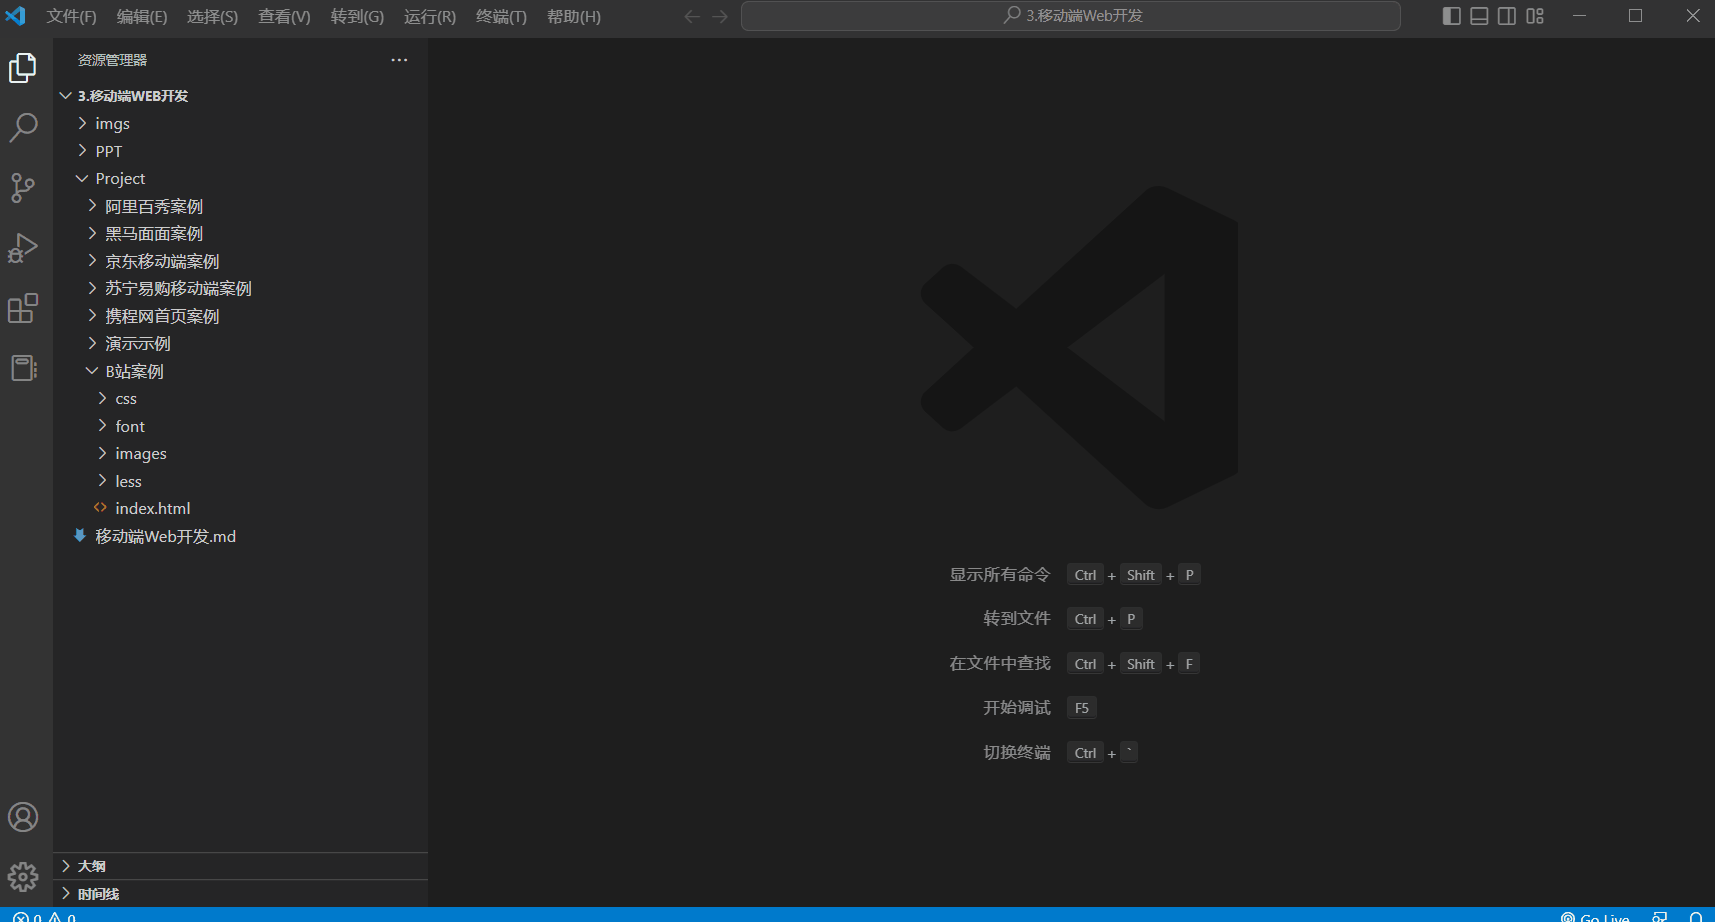 文件(F) 编辑(E) 选择(S) 查看(V) 转到(G) 运行(R) 终端(T) 帮助(H) 3.移动端Web开发
资源管理器
3.移动端WEB开发
imgs
PPT
Project
阿里百秀案例
黑马面面案例
京东移动端案例
苏宁易购移动端案例
携程网首页案例
演示示例
B站案例
css
font
images
less
index.html
移动端Web开发.md
显示所有命令 Ctrl + Shift + P
转到文件 Ctrl + P
在文件中查找 Ctrl + Shift + F
开始调试 F5
切换终端 Ctrl + `
大纲
时间线
0 0 Go Live